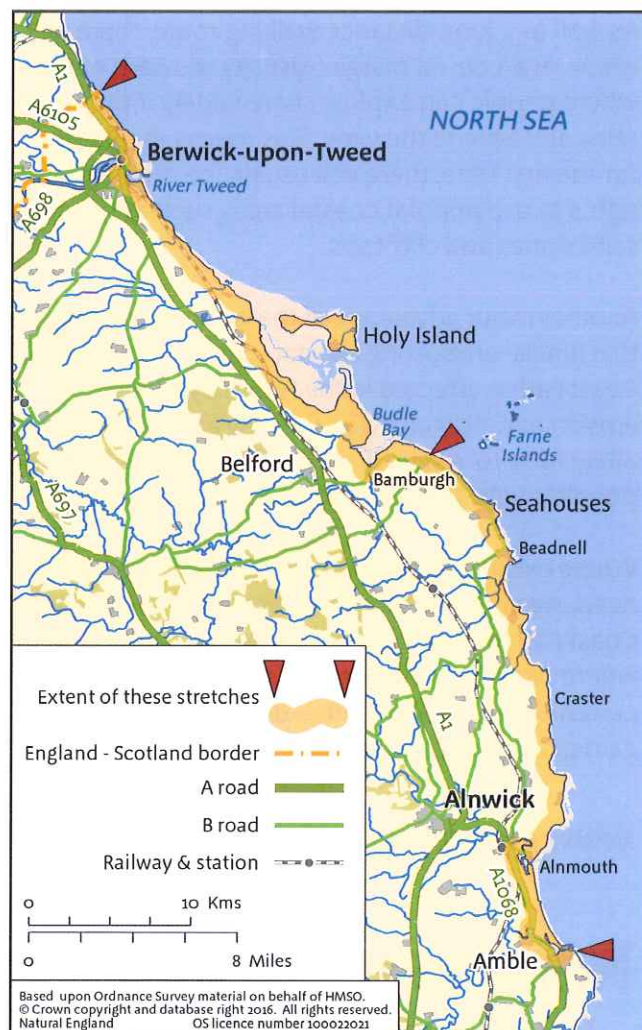 A1
A6105
NORTH SEA
Berwick-upon-Tweed
River Tweed
A698
Holy Island
Budle
Bay
Farne
Islands
Belford
Bamburgh
Seahouses
A697
Beadnell
Extent of these stretches
Craster
England - Scotland border
A1
A road
Alnwick
B road
Railway & station
Alnmouth
A1068
0 10 Kms
Amble
0 8 Miles
Based upon Ordnance Survey material on behalf of HMSO.
© Crown copyright and database right 2016. All rights reserved.
Natural England OS licence number 100022021